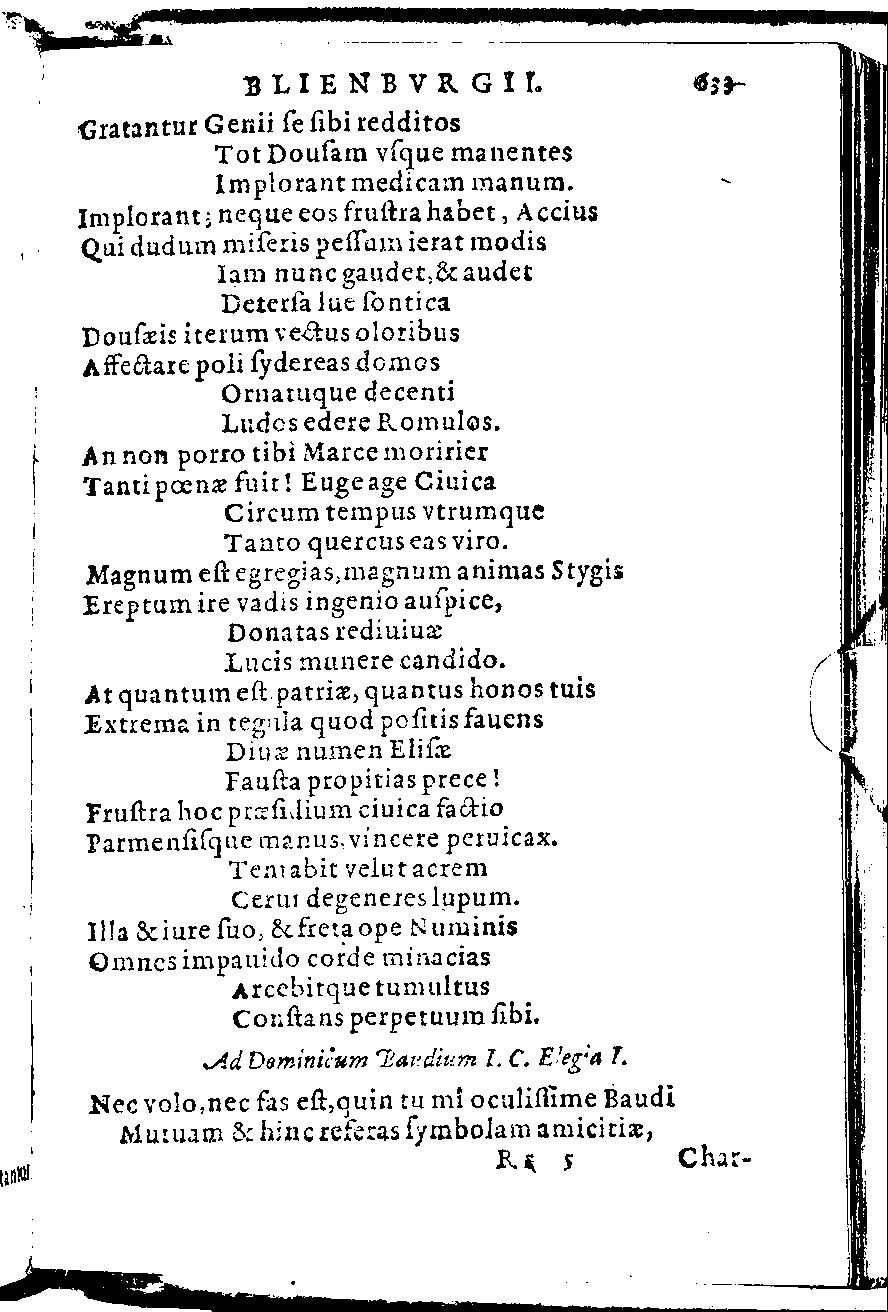 BLIENBVRGII. 633
Gratantur Genii ſe ſibi redditos
Tot Douſam vſque manentes
Implorant medicam manum.
Implorant; neque eos fruſtra habet, Accius
Qui dudum miſeris peſſum ierat modis
Iam nunc gaudet, & audet
Deterſa lue ſontica
Douſæis iterum vectus oloribus
Affectare poli ſydereas domos
Ornatuque decenti
Ludos edere Romulos.
An non porro tibi Marce moririer
Tanti pœnæ fuit! Euge age Ciuica
Circum tempus vtrumque
Tanto quercus eas viro.
Magnum eſt egregias, magnum animas Stygis
Ereptum ire vadis ingenio auſpice,
Donatas rediuiuæ
Lucis munere candido.
At quantum eſt patriæ, quantus honos tuis
Extrema in tegula quod poſitis fauens
Diuæ numen Eliſæ
Fauſta propitias prece!
Fruſtra hoc præſidium ciuica factio
Parmenſiſque manus, vincere peruicax.
Tentabit velut acrem
Cerui degeneres lupum.
Illa & iure ſuo, & freta ope Numinis
Omnes impauido corde minacias
Arcebitque tumultus
Conſtans perpetuum ſibi.
Ad Dominicum Baudium I. C. Elegia I.
Nec volo, nec fas eſt, quin tu mi oculiſſime Baudi
Mutuam & hinc referas ſymbolam amicitiæ,
Rr 5 Char-